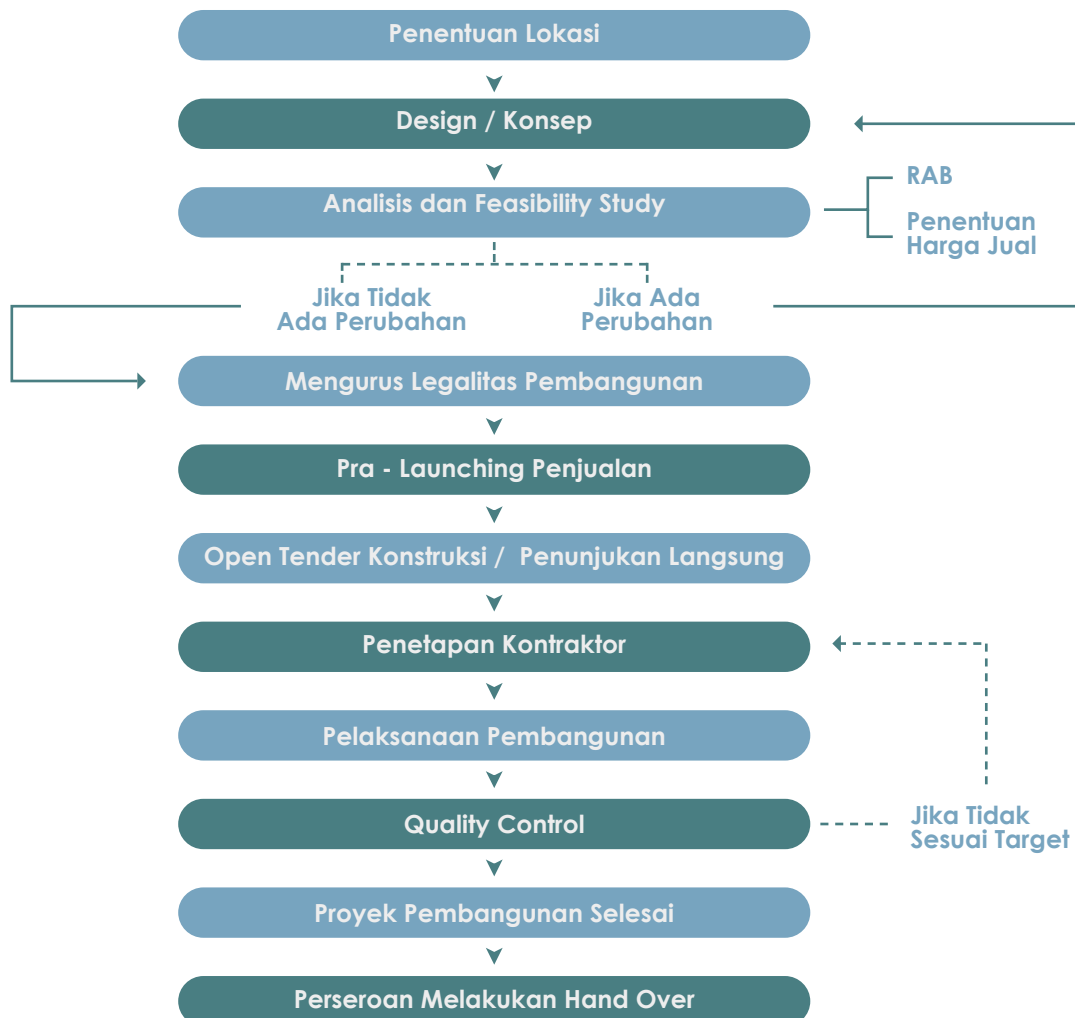 Penentuan Lokasi
Design / Konsep
Analisis dan Feasibility Study
RAB
Penentuan
Harga Jual
Jika Tidak
Ada Perubahan
Jika Ada
Perubahan
Mengurus Legalitas Pembangunan
Pra - Launching Penjualan
Open Tender Konstruksi /  Penunjukan Langsung
Penetapan Kontraktor
Pelaksanaan Pembangunan
Quality Control
Jika Tidak
Sesuai Target
Proyek Pembangunan Selesai
Perseroan Melakukan Hand Over